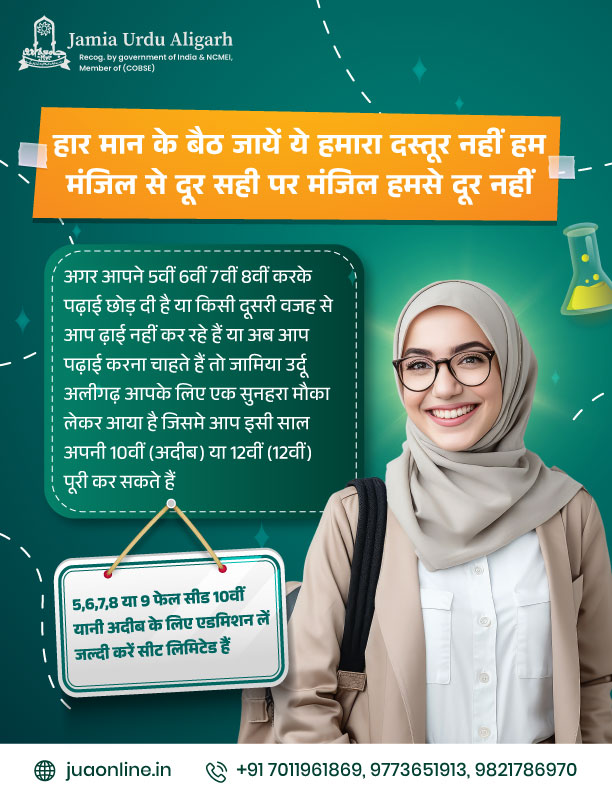 Jamia Urdu Aligarh
Recog. by government of India & NCMEI,
Member of (COBSE)
हार मान के बैठ जायें ये हमारा दस्तूर नहीं हम
मंजिल से दूर सही पर मंजिल हमसे दूर नहीं
अगर आपने 5वीं 6वीं 7वीं 8वीं करके
पढ़ाई छोड़ दी है या किसी दूसरी वजह से
आप ढ़ाई नहीं कर रहे हैं या अब आप
पढ़ाई करना चाहते हैं तो जामिया उर्दू
अलीगढ़ आपके लिए एक सुनहरा मौका
लेकर आया है जिसमे आप इसी साल
अपनी 10वीं (अदीब) या 12वीं (12वीं)
पूरी कर सकते हैं
5,6,7,8 या 9 फेल सीड 10वीं
यानी अदीब के लिए एडमिशन लें
जल्दी करें सीट लिमिटेड हैं
juaonline.in
+91 7011961869, 9773651913, 9821786970